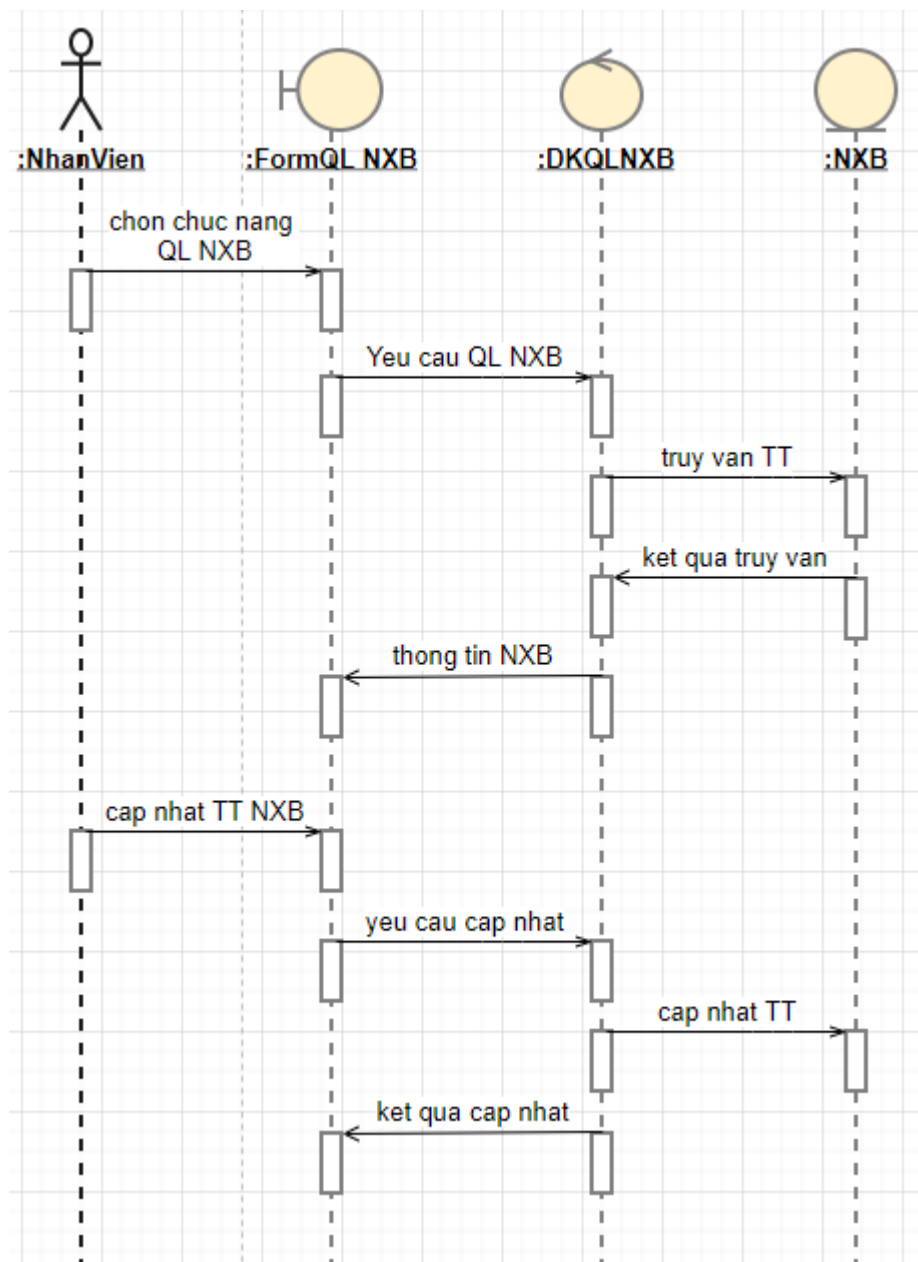 :NhanVien
:FormQL NXB
:DKQLNXB
:NXB
chon chuc nang
QL NXB
Yeu cau QL NXB
truy van TT
ket qua truy van
thong tin NXB
cap nhat TT NXB
yeu cau cap nhat
cap nhat TT
ket qua cap nhat